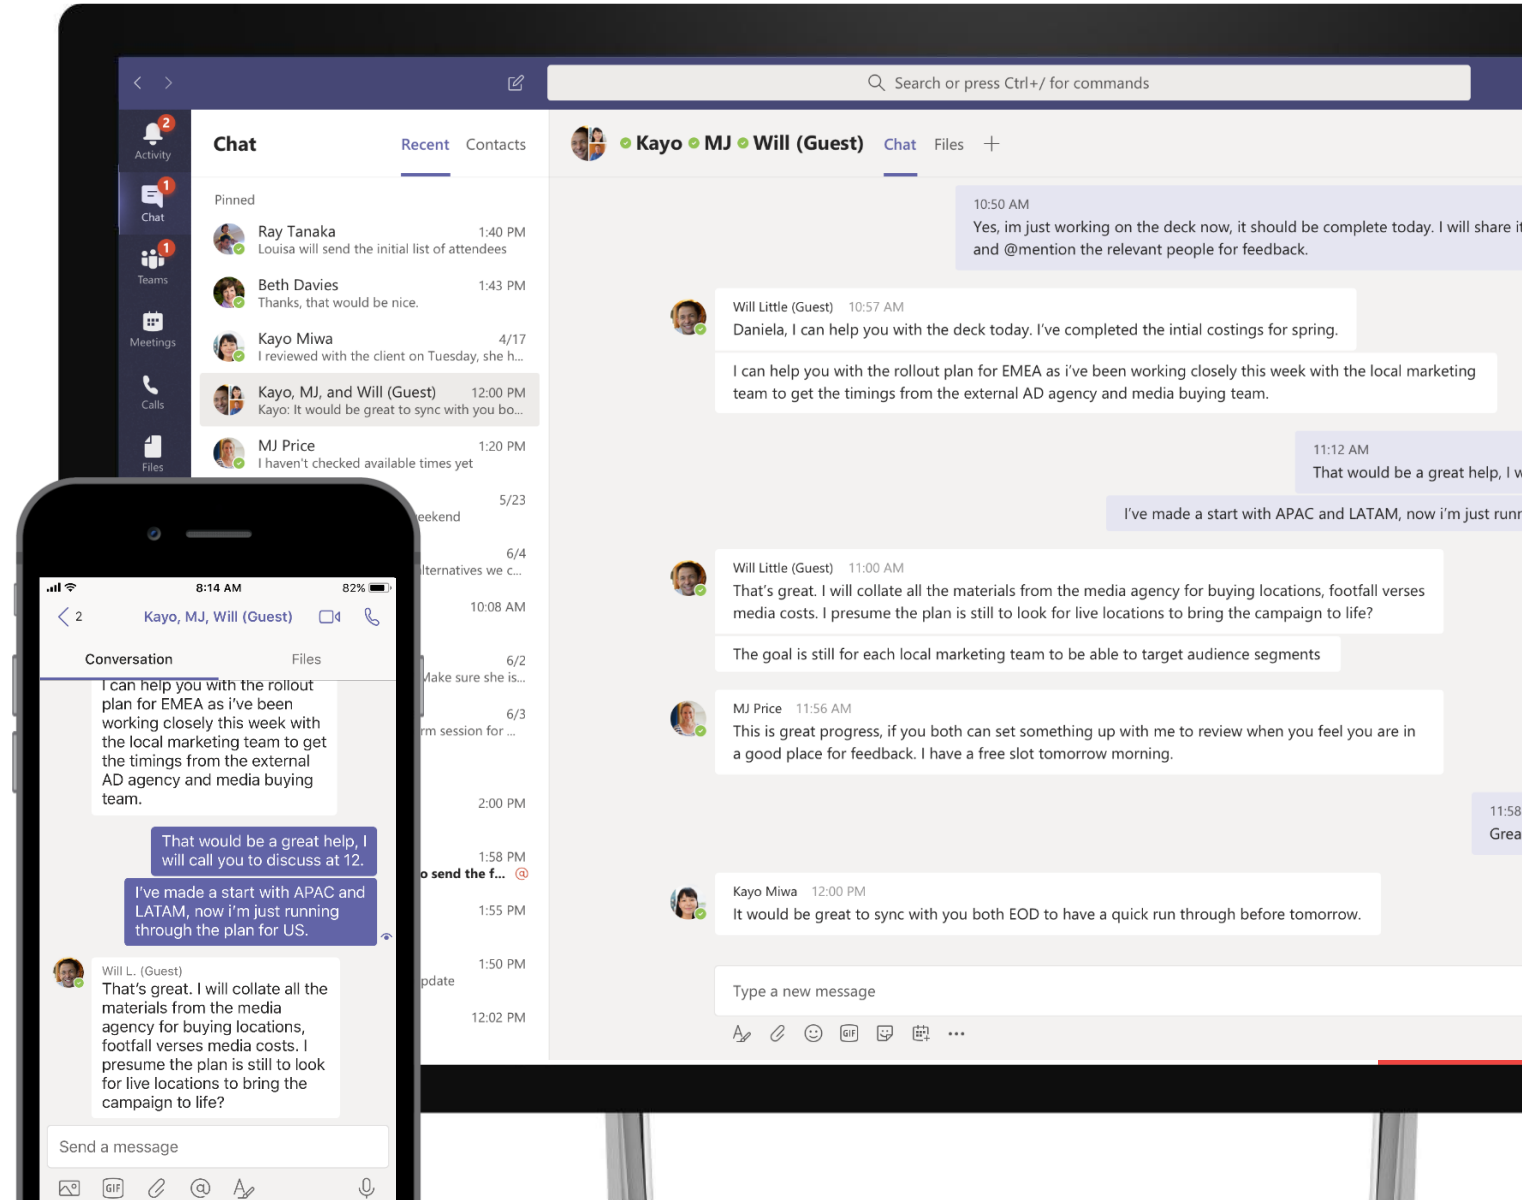 Search or press Ctrl+/ for commands
2
Activity
1
Chat
1
Teams
Meetings
Calls
Files
Chat
Recent
Contacts
Pinned
Ray Tanaka 1:40 PM
Louisa will send the initial list of attendees
Beth Davies 1:43 PM
Thanks, that would be nice.
Kayo Miwa 4/17
I reviewed with the client on Tuesday, she h...
Kayo, MJ, and Will (Guest) 12:00 PM
Kayo: It would be great to sync with you bo...
MJ Price 1:20 PM
I haven't checked available times yet
5/23
eekend
6/4
lternatives we c...
10:08 AM
6/2
Make sure she is...
6/3
rm session for ...
2:00 PM
1:58 PM
o send the f... @
1:55 PM
1:50 PM
pdate
12:02 PM
Kayo MJ Will (Guest) Chat Files
10:50 AM
Yes, im just working on the deck now, it should be complete today. I will share it
and @mention the relevant people for feedback.
Will Little (Guest) 10:57 AM
Daniela, I can help you with the deck today. I've completed the intial costings for spring.
I can help you with the rollout plan for EMEA as i've been working closely this week with the local marketing
team to get the timings from the external AD agency and media buying team.
11:12 AM
That would be a great help, I w
I've made a start with APAC and LATAM, now i'm just runn
Will Little (Guest) 11:00 AM
That's great. I will collate all the materials from the media agency for buying locations, footfall verses
media costs. I presume the plan is still to look for live locations to bring the campaign to life?
The goal is still for each local marketing team to be able to target audience segments
MJ Price 11:56 AM
This is great progress, if you both can set something up with me to review when you feel you are in
a good place for feedback. I have a free slot tomorrow morning.
11:58
Grea
Kayo Miwa 12:00 PM
It would be great to sync with you both EOD to have a quick run through before tomorrow.
Type a new message
GIF
8:14 AM 82%
2 Kayo, MJ, Will (Guest)
Conversation Files
I can help you with the rollout
plan for EMEA as i've been
working closely this week with
the local marketing team to get
the timings from the external
AD agency and media buying
team.
That would be a great help, I
will call you to discuss at 12.
I've made a start with APAC and
LATAM, now i'm just running
through the plan for US.
Will L. (Guest)
That's great. I will collate all the
materials from the media
agency for buying locations,
footfall verses media costs. I
presume the plan is still to look
for live locations to bring the
campaign to life?
Send a message
GIF @